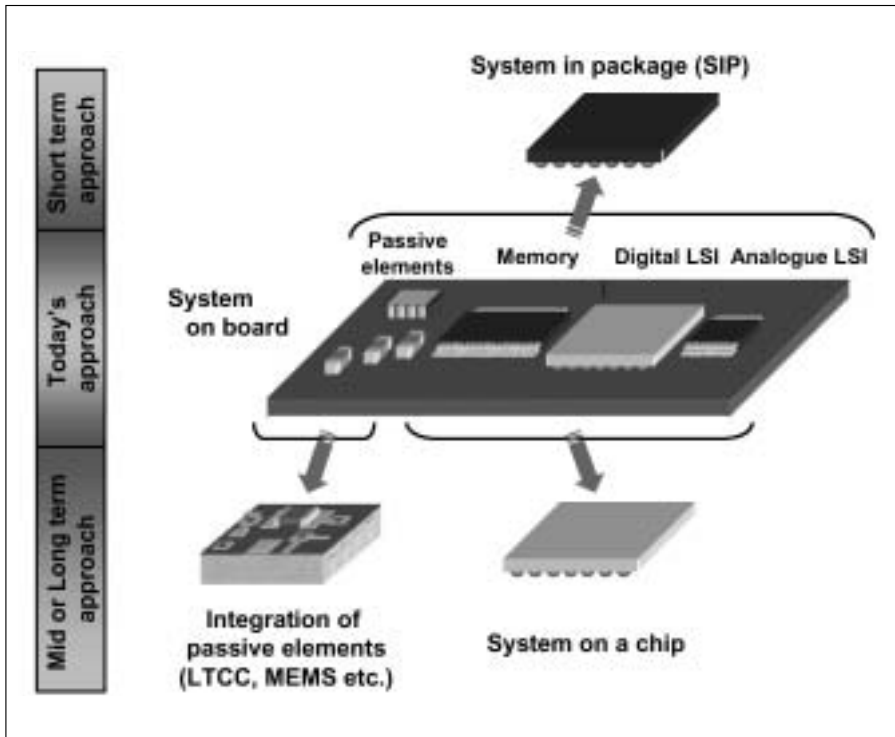 System in package (SIP)
Short term
approach
Passive
elements
Memory
Digital LSI
Analogue LSI
System
on board
Today's
approach
Mid or Long term
approach
Integration of
passive elements
(LTCC, MEMS etc.)
System on a chip